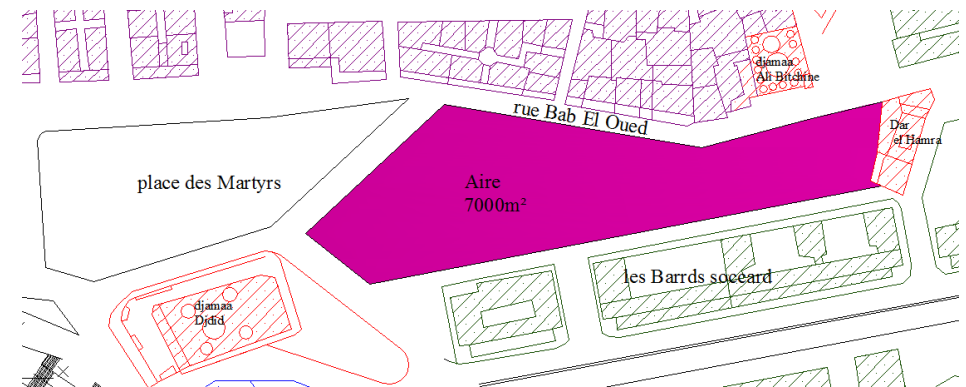 djamaa
Ali Bitchine
rue Bab El Oued
Dar
el Hamra
place des Martyrs
Aire
7000m²
les Barrds soccard
djamaa
Djdid